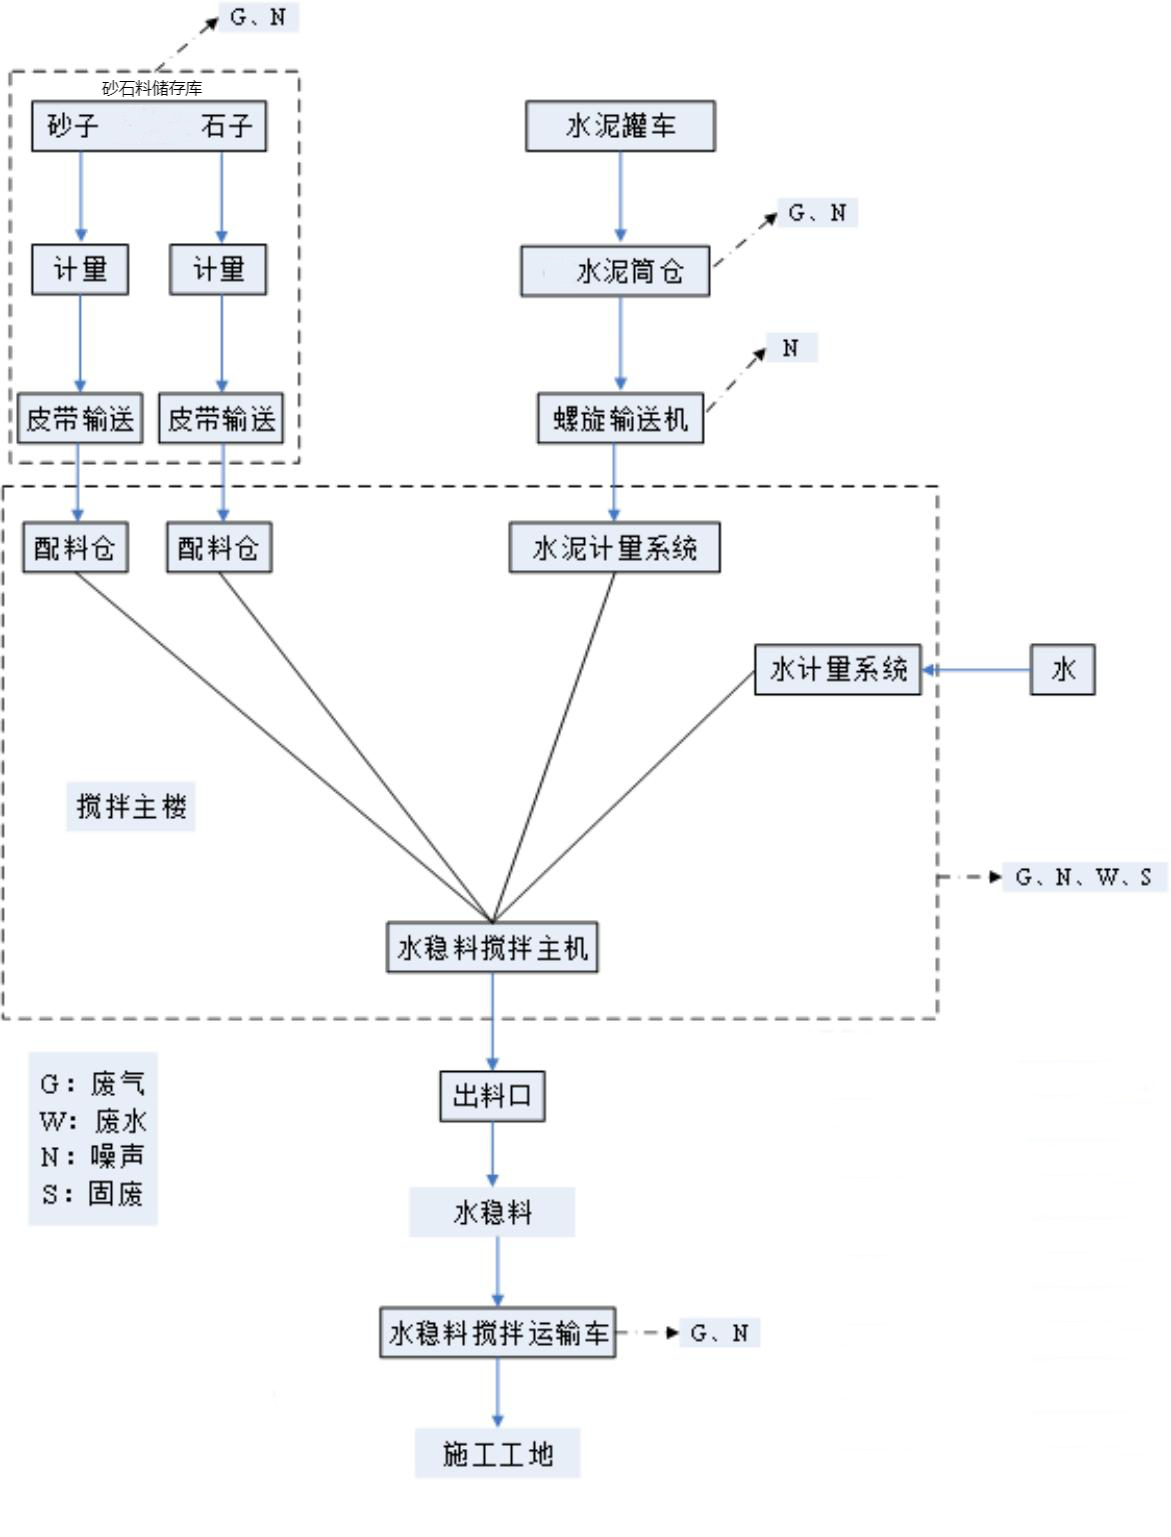 G、N
砂石料储存库
砂子 石子 水泥罐车
G、N
计量 计量 水泥筒仓
N
皮带输送 皮带输送 螺旋输送机
配料仓 配料仓 水泥计量系统
水计量系统 水
搅拌主楼
G、N、W、S
水稳料搅拌主机
G：废气
W：废水
N：噪声
S：固废
出料口
水稳料
水稳料搅拌运输车 G、N
施工工地